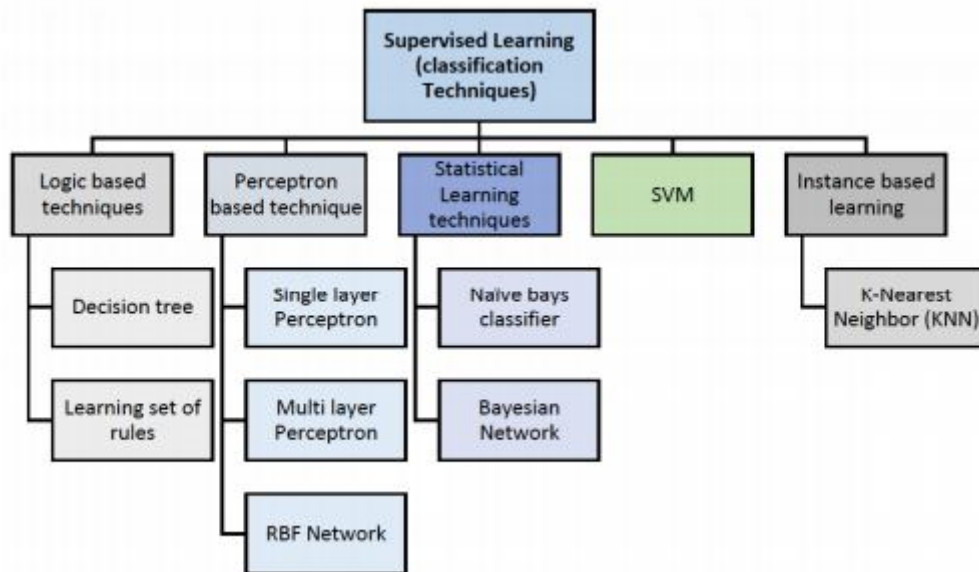 Supervised Learning
(classification
Techniques)
Logic based
techniques
Perceptron
based technique
Statistical
Learning
techniques
SVM
Instance based
learning
Decision tree
Single layer
Perceptron
Naïve bays
classifier
K-Nearest
Neighbor (KNN)
Learning set of
rules
Multi layer
Perceptron
Bayesian
Network
RBF Network